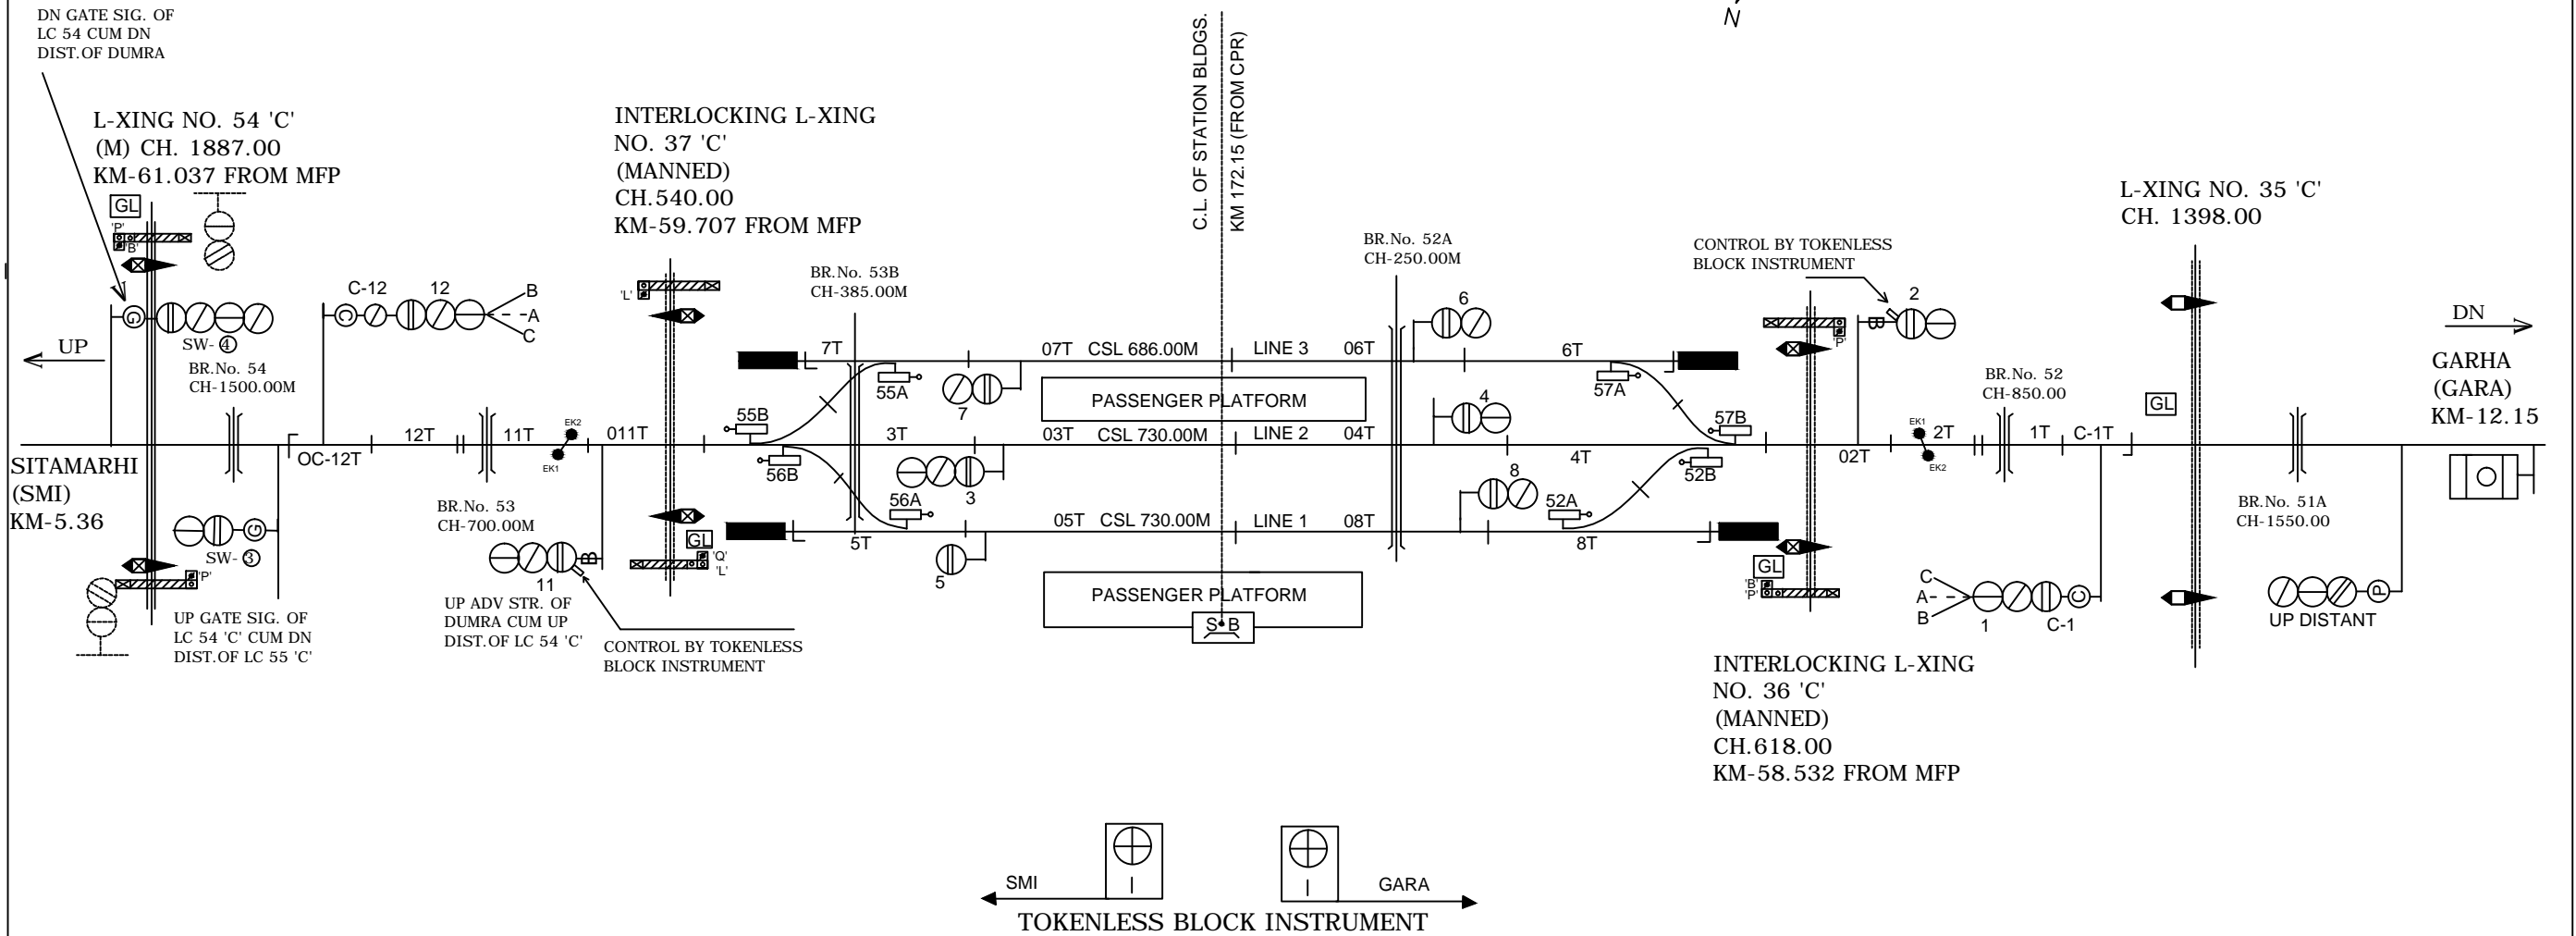 DN GATE SIG. OF
LC 54 CUM DN
DIST.OF DUMRA
L-XING NO. 54 'C'
(M) CH. 1887.00
KM-61.037 FROM MFP
GL
'P'
'B'
G
SW- 4
BR.No. 54
CH-1500.00M
UP
SITAMARHI
(SMI)
KM-5.36
'P'
G
SW- 3
UP GATE SIG. OF
LC 54 'C' CUM DN
DIST.OF LC 55 'C'
C-12
12
C
B
A
C
OC-12T
12T
11T
EK2
EK1
011T
BR.No. 53
CH-700.00M
B
11
UP ADV STR. OF
DUMRA CUM UP
DIST.OF LC 54 'C'
CONTROL BY TOKENLESS
BLOCK INSTRUMENT
INTERLOCKING L-XING
NO. 37 'C'
(MANNED)
CH.540.00
KM-59.707 FROM MFP
'L'
GL
'Q'
'L'
BR.No. 53B
CH-385.00M
7T
55A
55B
56B
56A
3T
5T
7
3
5
C.L. OF STATION BLDGS.
KM 172.15 (FROM CPR)
07T CSL 686.00M LINE 3 06T
PASSENGER PLATFORM
03T CSL 730.00M LINE 2 04T
05T CSL 730.00M LINE 1 08T
PASSENGER PLATFORM
S B
BR.No. 52A
CH-250.00M
6
6T
57A
4
57B
4T
8
52A
52B
8T
N
CONTROL BY TOKENLESS
BLOCK INSTRUMENT
2
B
'P'
02T
EK1
EK2
2T
1T
C-1T
BR.No. 52
CH-850.00
GL
'B'
'P'
C
A
B
1
C-1
C
INTERLOCKING L-XING
NO. 36 'C'
(MANNED)
CH.618.00
KM-58.532 FROM MFP
L-XING NO. 35 'C'
CH. 1398.00
GL
BR.No. 51A
CH-1550.00
P
UP DISTANT
DN
GARHA
(GARA)
KM-12.15
SMI
GARA
TOKENLESS BLOCK INSTRUMENT